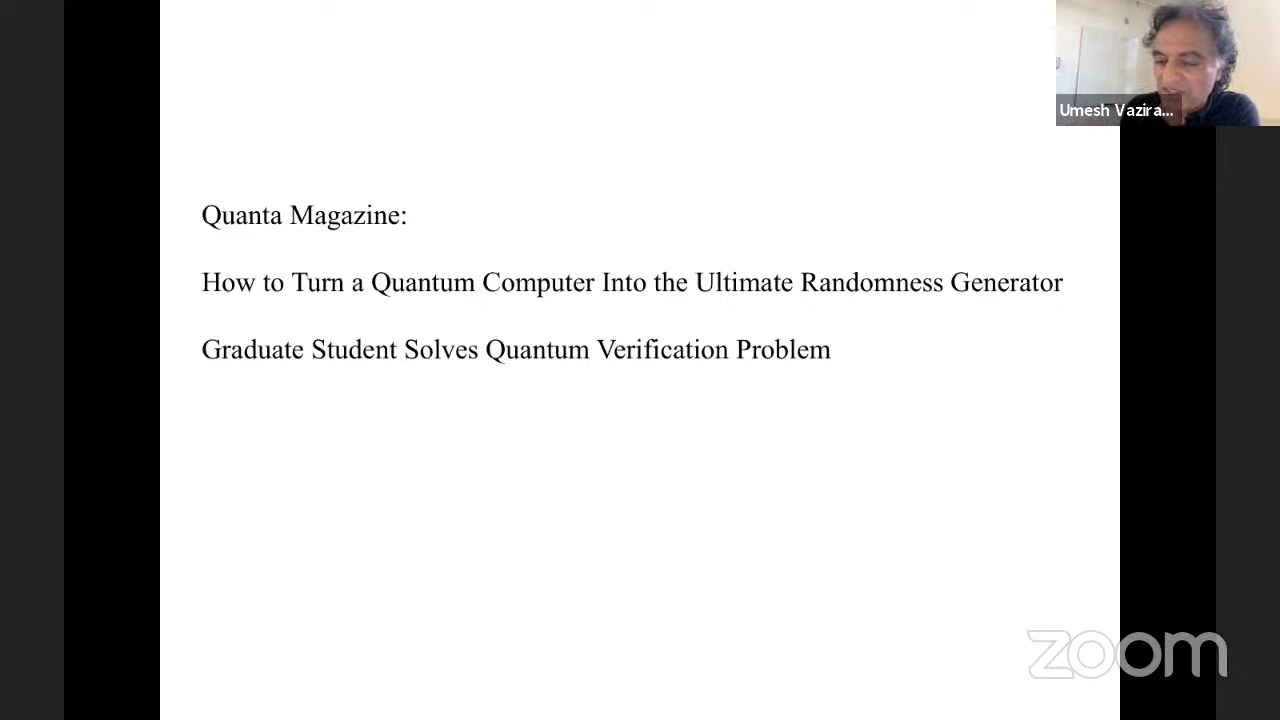 Umesh Vazira...
Quanta Magazine:
How to Turn a Quantum Computer Into the Ultimate Randomness Generator
Graduate Student Solves Quantum Verification Problem
zoom